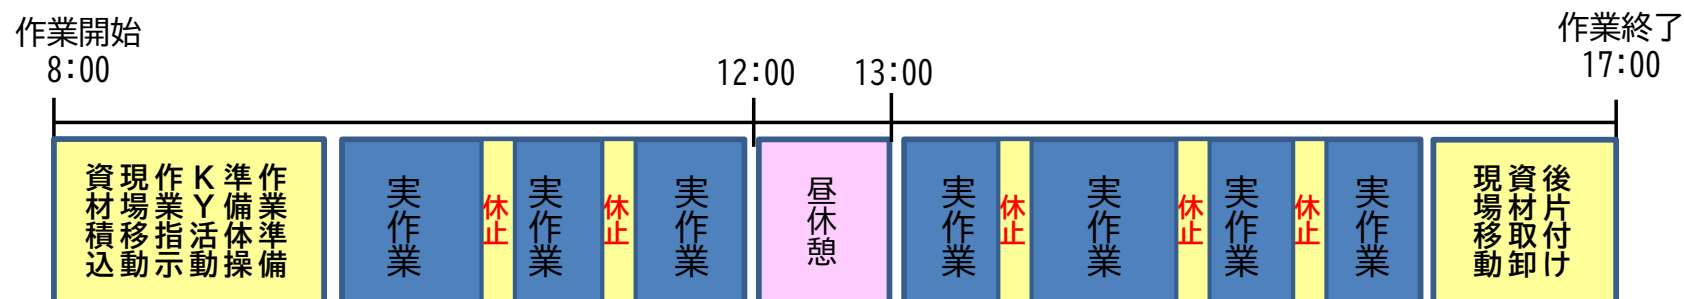 作業開始
8:00
12:00
13:00
作業終了
17:00
作業準備
準備体操
KY活動
作業指示
現場移動
資材積込
実作業
休止
実作業
休止
実作業
昼休憩
実作業
休止
実作業
休止
実作業
休止
実作業
後片付け
資材取卸
現場移動